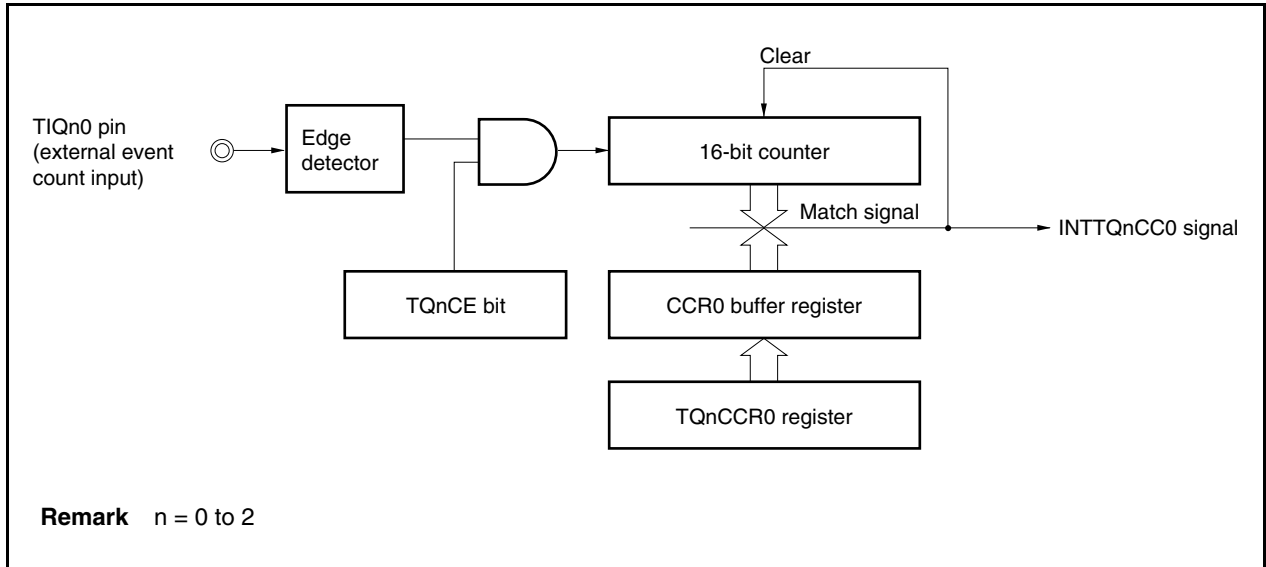 Clear
TIQn0 pin
(external event
count input)
Edge
detector
16-bit counter
Match signal
INTTQnCC0 signal
TQnCE bit
CCR0 buffer register
TQnCCR0 register
Remark n = 0 to 2